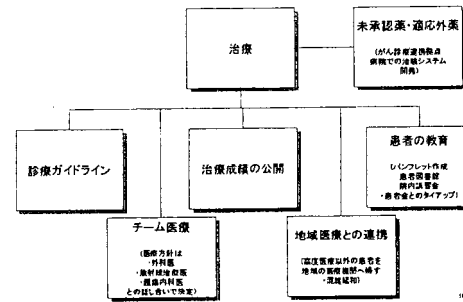 治療
未承認薬・適応外薬
(がん診療連携拠点
病院での治験システム
開発)
診療ガイドライン
治療成績の公開
患者の教育
(パンフレット作成
患者図書館
院内講習会
・患者会とのタイアップ)
チーム医療
(医療方針は
・外科医
・放射線治療医
・腫瘍内科医
との話し合いで決定)
地域医療との連携
(高度医療以外の患者を
地域の医療機関へ帰す
・混雑緩和)